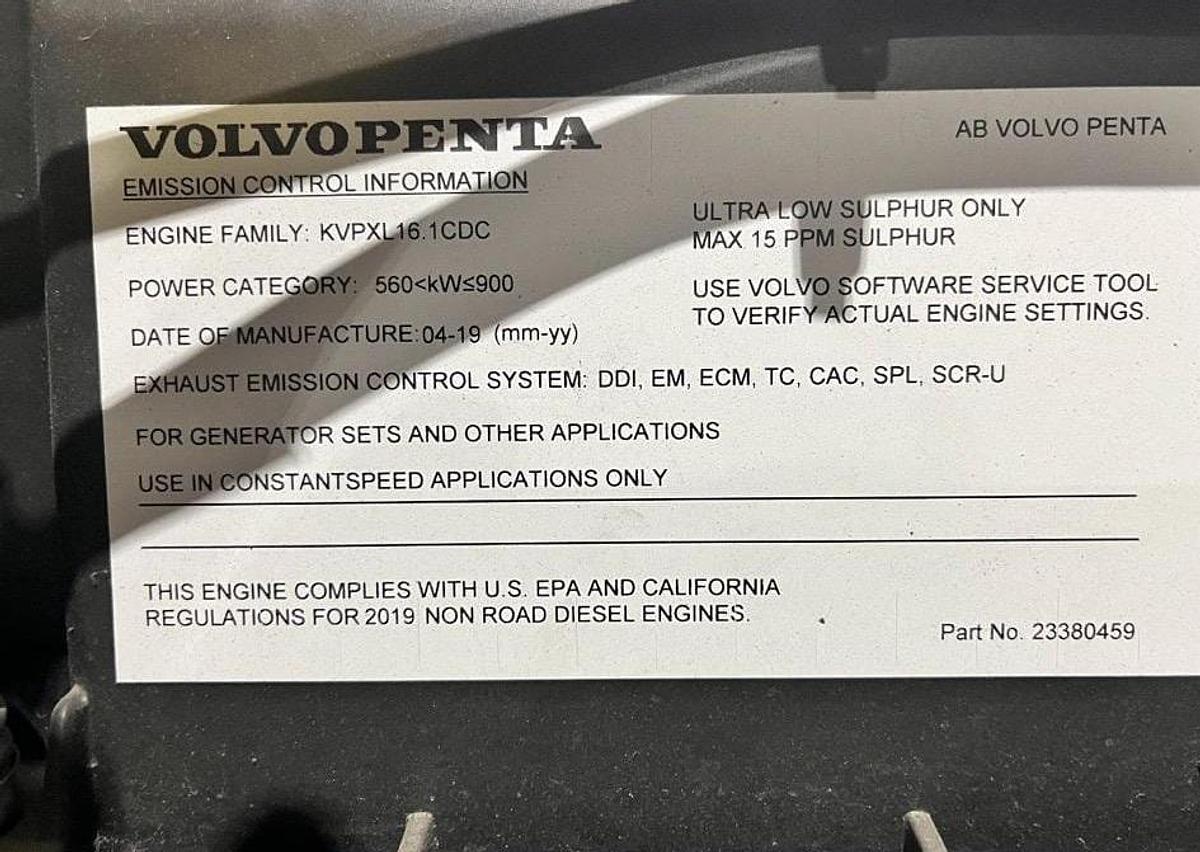 VOLVO PENTA
AB VOLVO PENTA
EMISSION CONTROL INFORMATION
ENGINE FAMILY: KVPXL16.1CDC
ULTRA LOW SULPHUR ONLY
MAX 15 PPM SULPHUR
POWER CATEGORY: 560<kW≤900
USE VOLVO SOFTWARE SERVICE TOOL
TO VERIFY ACTUAL ENGINE SETTINGS.
DATE OF MANUFACTURE:04-19 (mm-yy)
EXHAUST EMISSION CONTROL SYSTEM: DDI, EM, ECM, TC, CAC, SPL, SCR-U
FOR GENERATOR SETS AND OTHER APPLICATIONS
USE IN CONSTANTSPEED APPLICATIONS ONLY
THIS ENGINE COMPLIES WITH U.S. EPA AND CALIFORNIA
REGULATIONS FOR 2019 NON ROAD DIESEL ENGINES.
Part No. 23380459